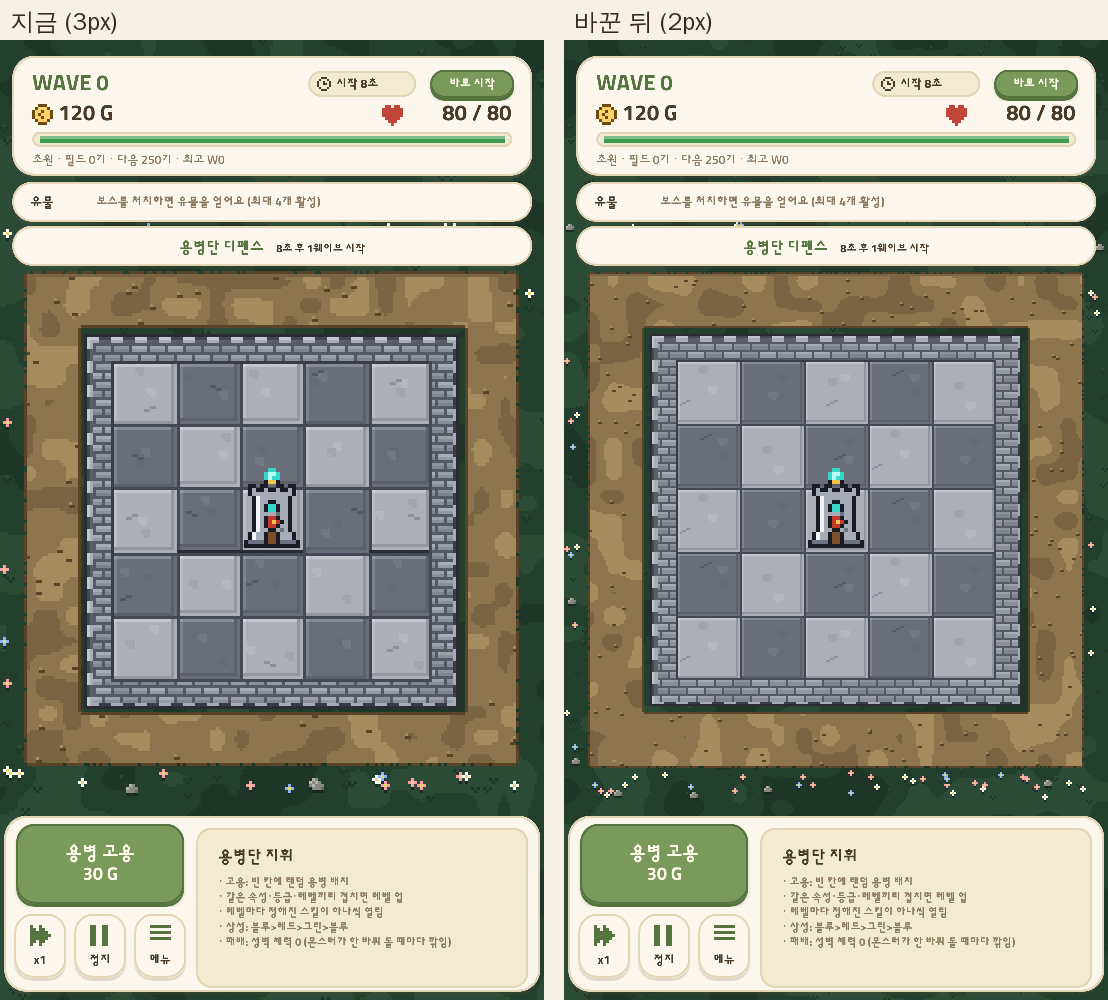 지금 (3px)
WAVE 0
시작 8초
바로 시작
120 G
80 / 80
초원 · 필드 0기 · 다음 250기 · 최고 W0
유물
보스를 처치하면 유물을 얻어요 (최대 4개 활성)
용병단 디펜스 8초 후 1웨이브 시작
용병 고용
30 G
x1
정지
메뉴
용병단 지휘
· 고용: 빈 칸에 랜덤 용병 배치
· 같은 속성·등급·레벨끼리 겹치면 레벨 업
· 레벨마다 정해진 스킬이 하나씩 열림
· 상성: 블루>레드>그린>블루
· 패배: 성벽 체력 0 (몬스터가 한 바퀴 돌 때마다 깎임)
바꾼 뒤 (2px)
WAVE 0
시작 8초
바로 시작
120 G
80 / 80
초원 · 필드 0기 · 다음 250기 · 최고 W0
유물
보스를 처치하면 유물을 얻어요 (최대 4개 활성)
용병단 디펜스 8초 후 1웨이브 시작
용병 고용
30 G
x1
정지
메뉴
용병단 지휘
· 고용: 빈 칸에 랜덤 용병 배치
· 같은 속성·등급·레벨끼리 겹치면 레벨 업
· 레벨마다 정해진 스킬이 하나씩 열림
· 상성: 블루>레드>그린>블루
· 패배: 성벽 체력 0 (몬스터가 한 바퀴 돌 때마다 깎임)